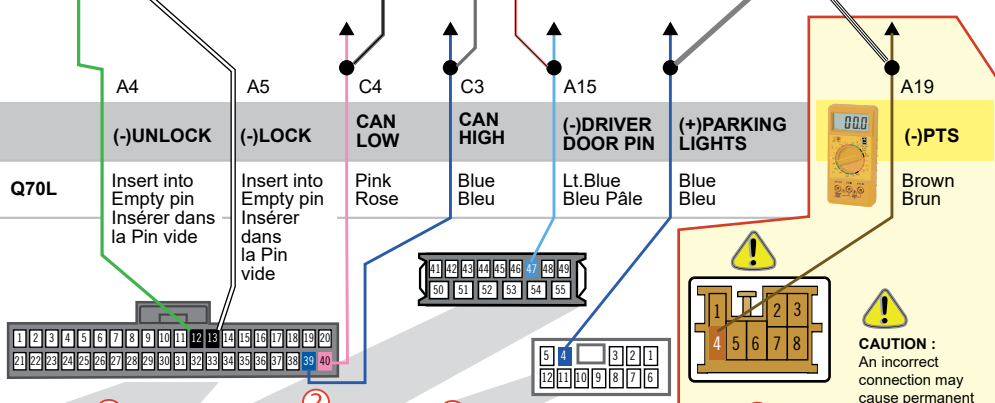 A4
A5
C4
C3
A15
A19
(-)UNLOCK
(-)LOCK
CAN
LOW
CAN
HIGH
(-)DRIVER
DOOR PIN
(+)PARKING
LIGHTS
00.0
(-)PTS
Q70L
Insert into
Empty pin
Insérer dans
la Pin vide
Insert into
Empty pin
Insérer
dans
la Pin
vide
Pink
Rose
Blue
Bleu
Lt.Blue
Bleu Pâle
Blue
Bleu
Brown
Brun
41 42 43 44 45 46 47 48 49
50 51 52 53 54 55
1 2 3
4 5 6 7 8
1 2 3 4 5 6 7 8 9 10 11 12 13 14 15 16 17 18 19 20
21 22 23 24 25 26 27 28 29 30 31 32 33 34 35 36 37 38 39 40
5 4 3 2 1
12 11 10 9 8 7 6
CAUTION :
An incorrect
connection may
cause permanent
2